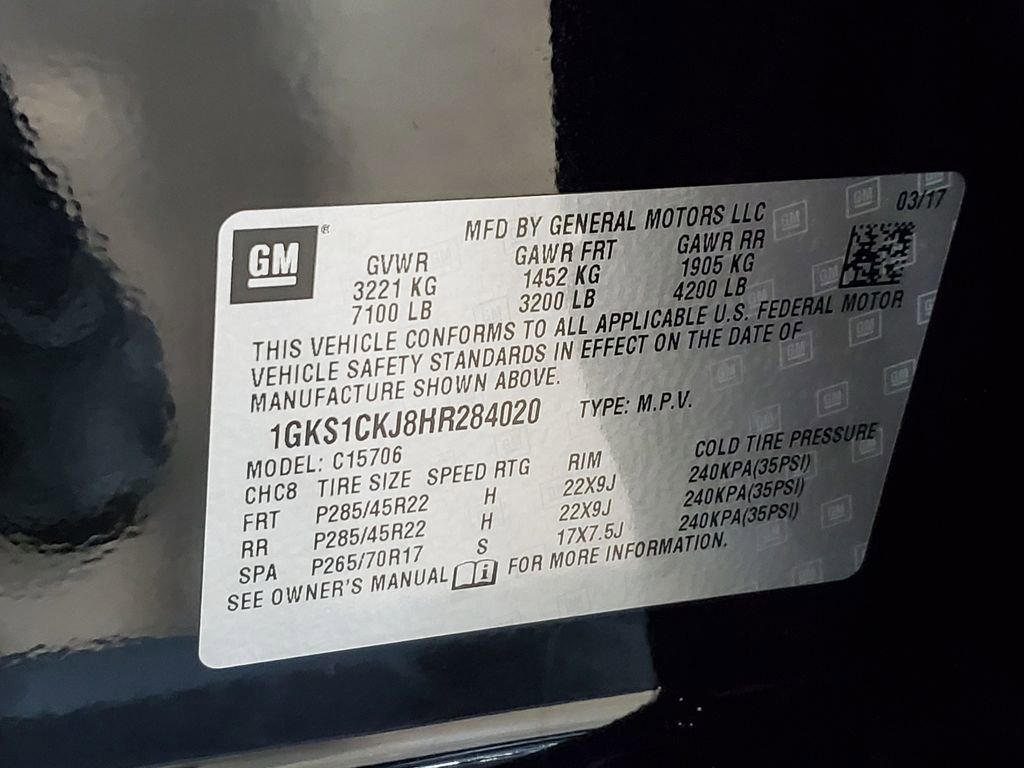 GM ®
MFD BY GENERAL MOTORS LLC 03/17
GVWR GAWR FRT GAWR RR
3221 KG 1452 KG 1905 KG
7100 LB 3200 LB 4200 LB
THIS VEHICLE CONFORMS TO ALL APPLICABLE U.S. FEDERAL MOTOR
VEHICLE SAFETY STANDARDS IN EFFECT ON THE DATE OF
MANUFACTURE SHOWN ABOVE.
1GKS1CKJ8HR284020 TYPE: M.P.V.
MODEL: C15706
CHC8 TIRE SIZE SPEED RTG RIM COLD TIRE PRESSURE
FRT P285/45R22 H 22X9J 240KPA(35PSI)
RR P285/45R22 H 22X9J 240KPA(35PSI)
SPA P265/70R17 S 17X7.5J 240KPA(35PSI)
SEE OWNER'S MANUAL i FOR MORE INFORMATION.